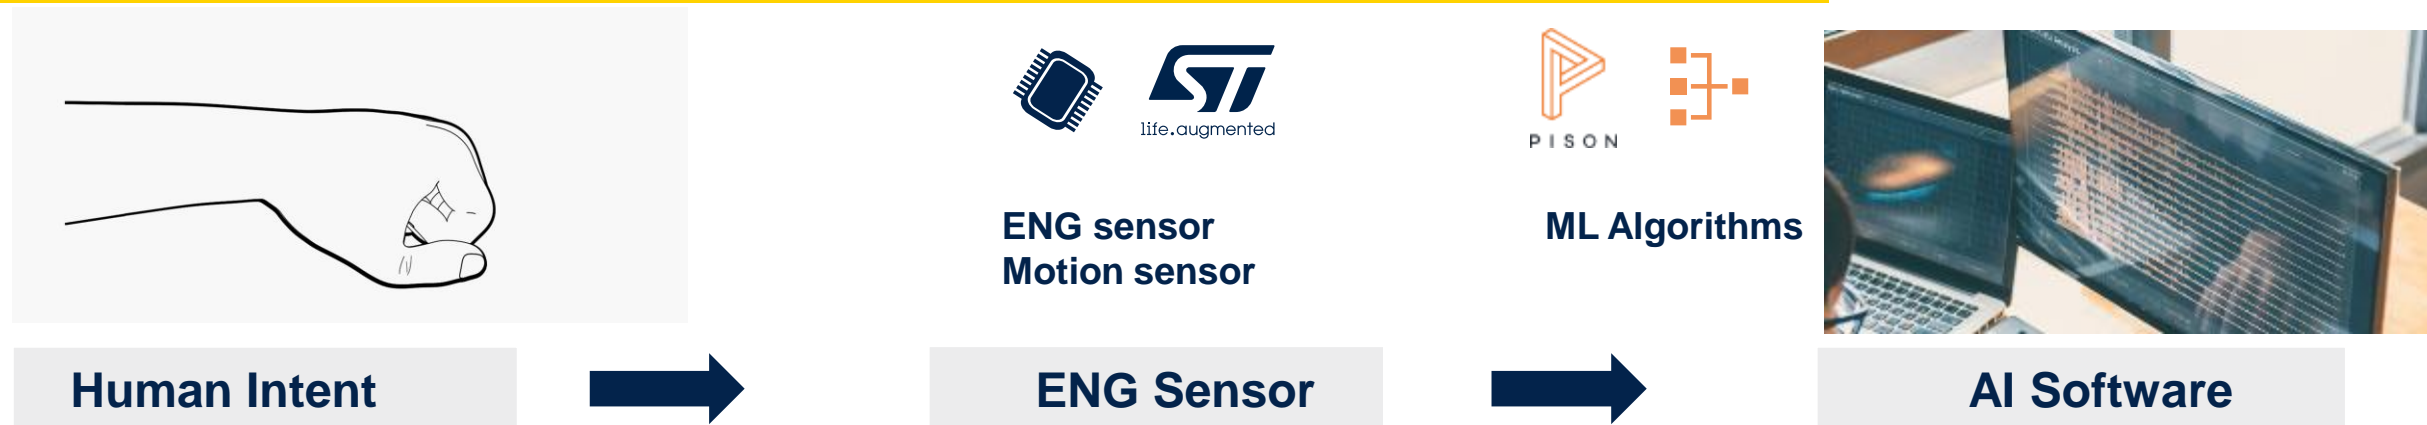 life.augmented
PISON
ENG sensor
Motion sensor
ML Algorithms
Human Intent
ENG Sensor
AI Software